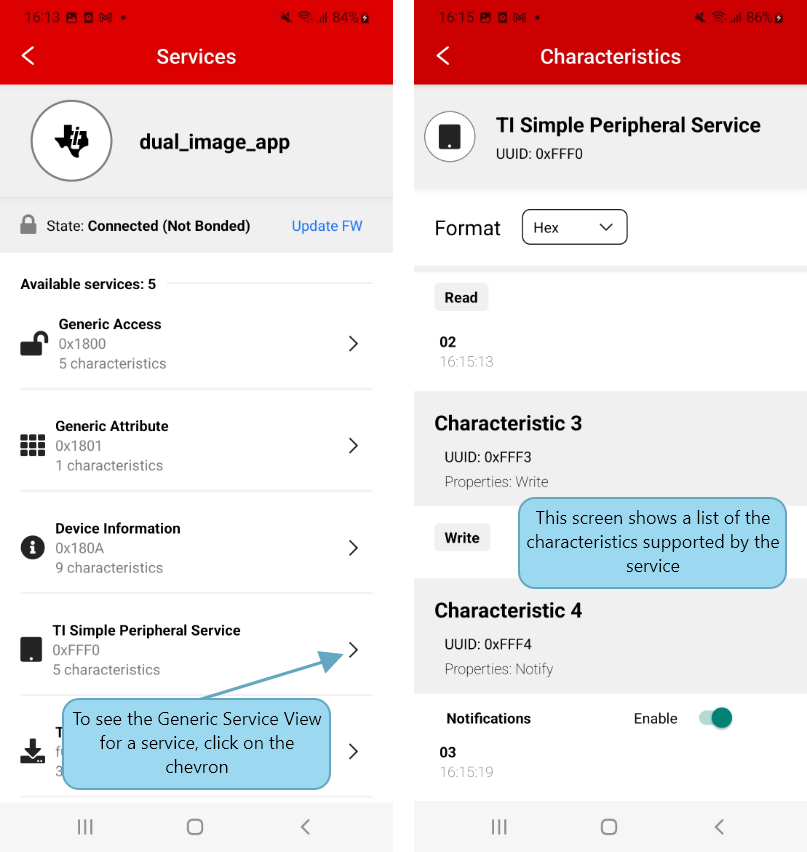 16:13
84%
Services
dual_image_app
State: Connected (Not Bonded)
Update FW
Available services: 5
Generic Access
0x1800
5 characteristics
Generic Attribute
0x1801
1 characteristics
Device Information
0x180A
9 characteristics
TI Simple Peripheral Service
0xFFF0
5 characteristics
To see the Generic Service View
for a service, click on the
chevron
16:15
86%
Characteristics
TI Simple Peripheral Service
UUID: 0xFFF0
Format
Hex
Read
02
16:15:13
Characteristic 3
UUID: 0xFFF3
Properties: Write
Write
This screen shows a list of the
characteristics supported by the
service
Characteristic 4
UUID: 0xFFF4
Properties: Notify
Notifications
Enable
03
16:15:19